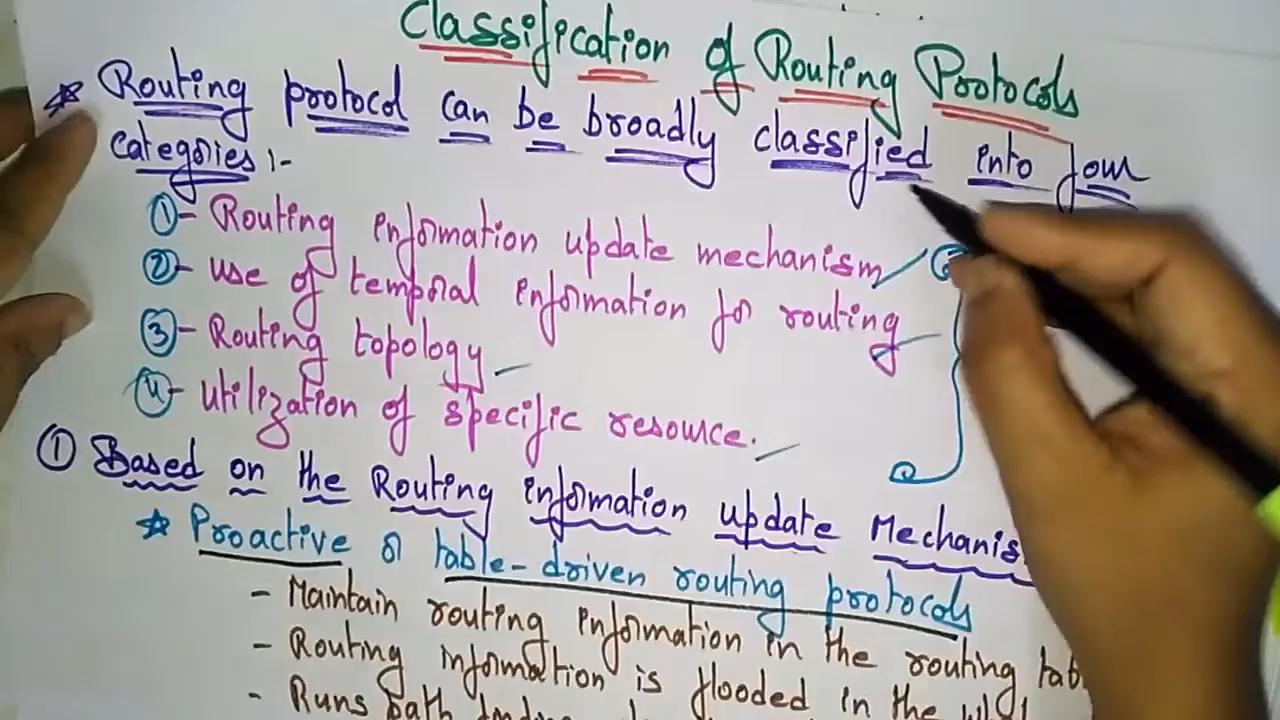 Classification of Routing Protocols
* Routing protocol can be broadly classified into four
categories :-
①- Routing information update mechanism
②- use of temporal information for routing
③- Routing topology
④- utilization of specific resource.
① Based on the Routing information update Mechanis
* Proactive or table-driven routing protocols
- Maintain routing information in the routing tab
- Routing information is flooded in the
- Runs path